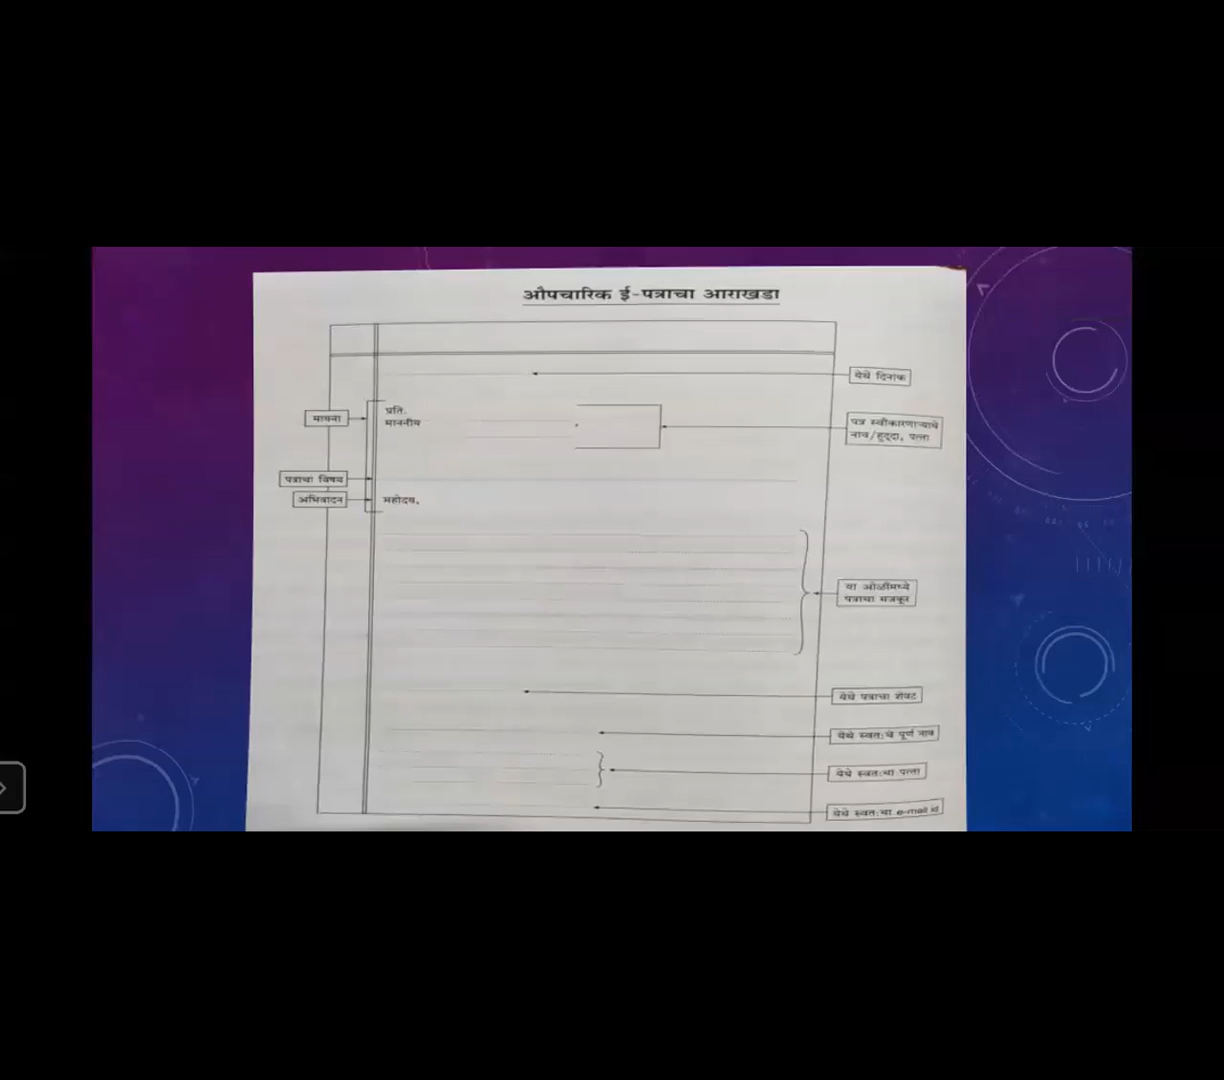 औपचारिक ई-पत्राचा आराखडा
येथे दिनांक
मायना
प्रति.
माननीय
पत्र स्वीकारणाऱ्याचे
नाव/हुद्दा, पत्ता
पत्राचा विषय
अभिवादन
महोदय,
या ओळींमध्ये
पत्राचा मजकूर
येथे पत्राचा शेवट
येथे स्वतःचे पूर्ण नाव
येथे स्वतःचा पत्ता
येथे स्वतःचा e-mail id